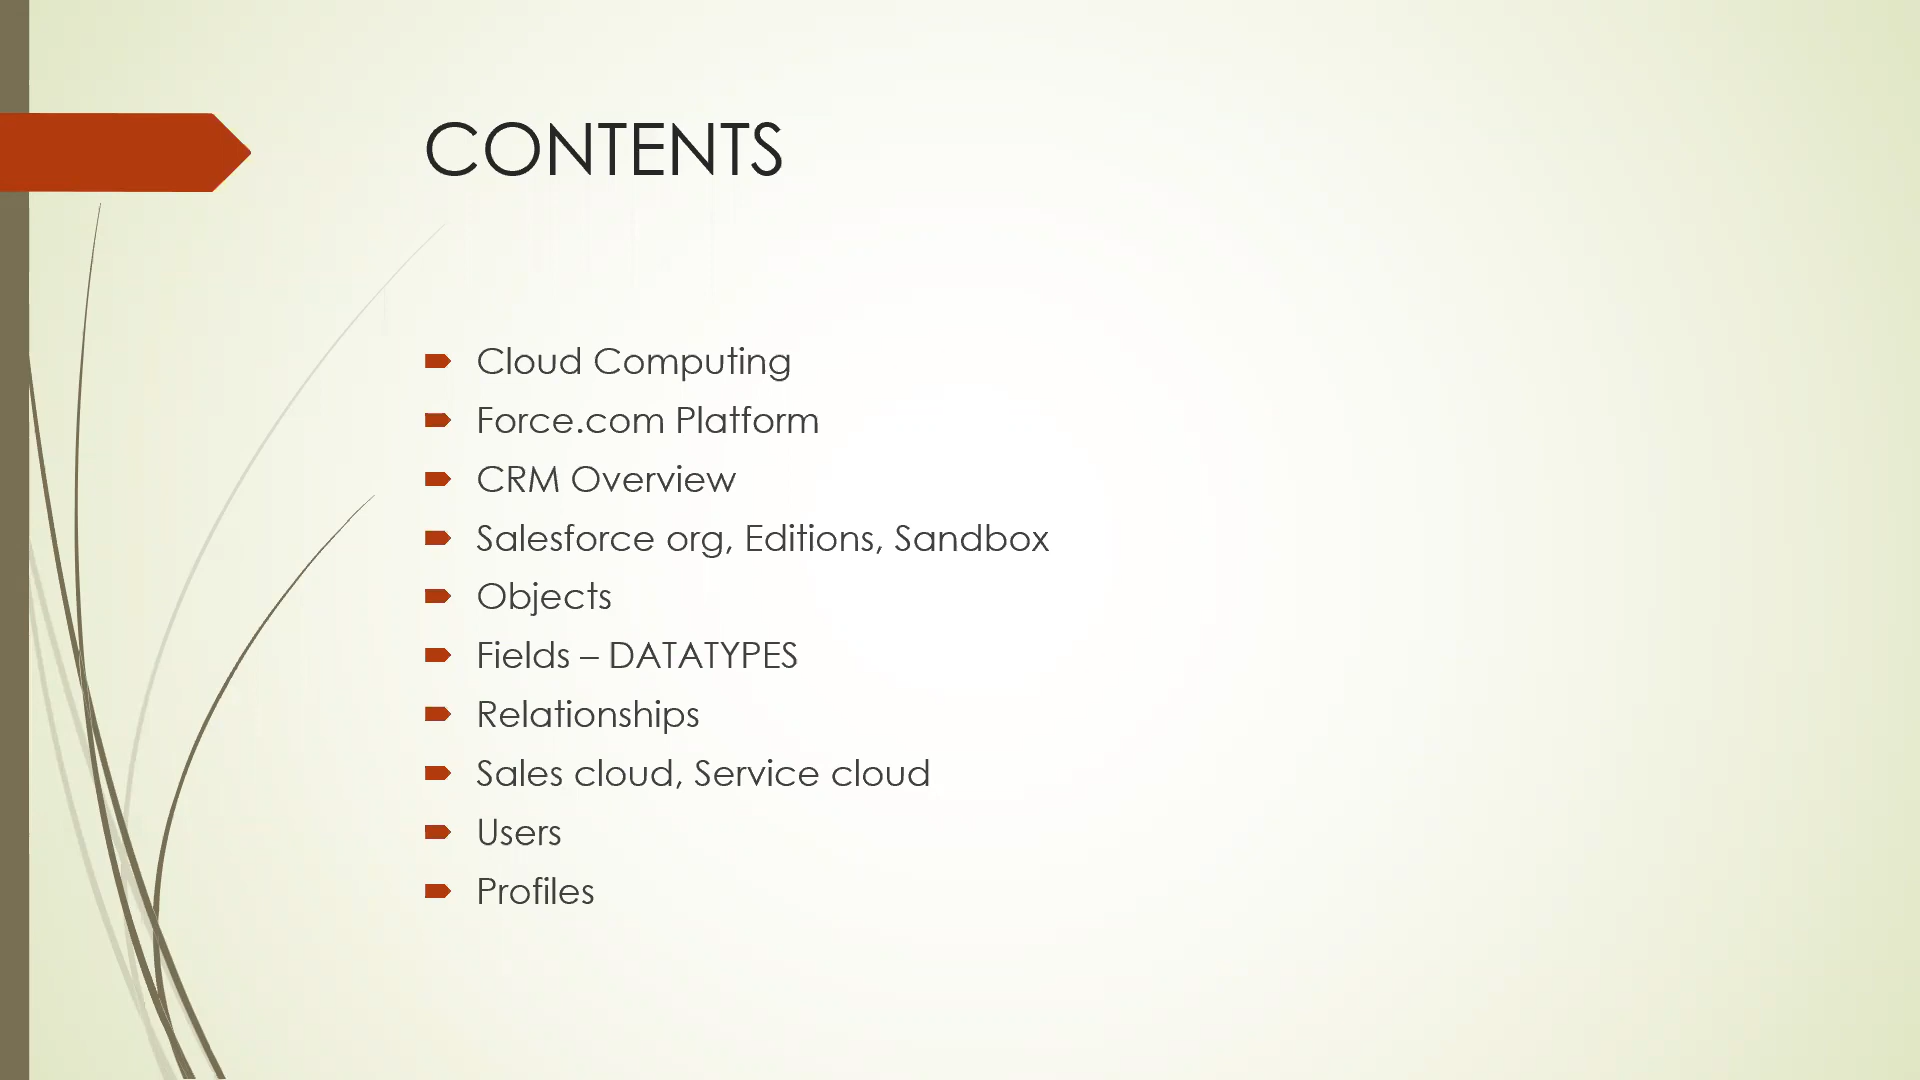 CONTENTS
Cloud Computing
Force.com Platform
CRM Overview
Salesforce org, Editions, Sandbox
Objects
Fields – DATATYPES
Relationships
Sales cloud, Service cloud
Users
Profiles